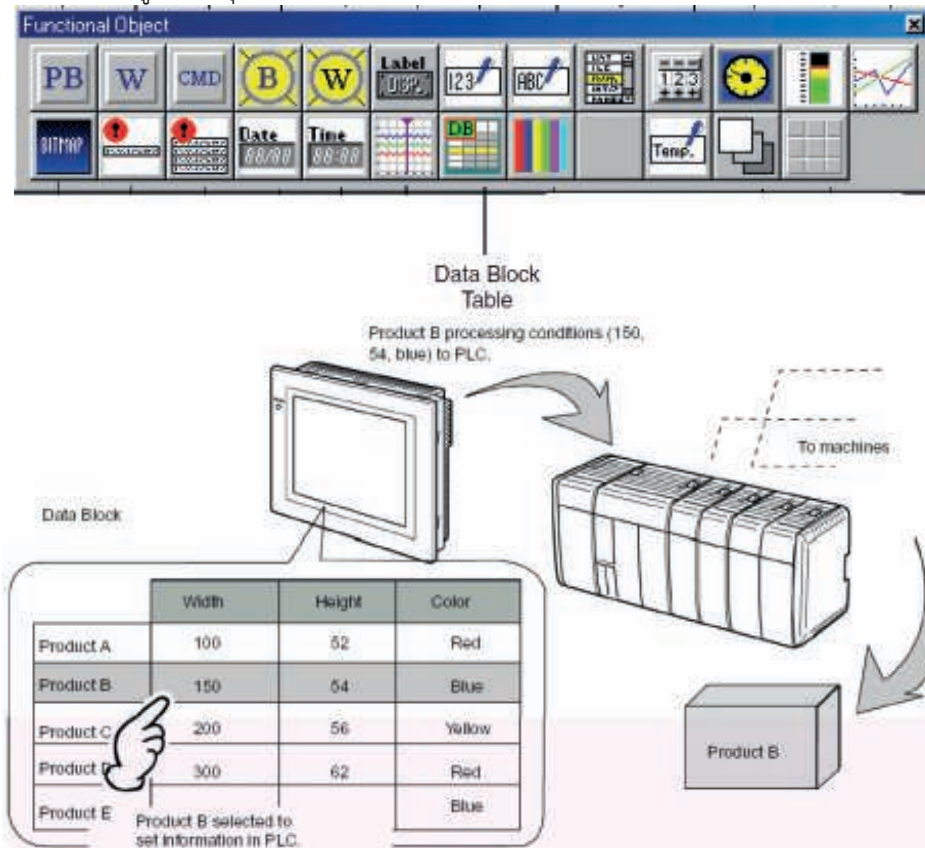 Functional Object
PB W CMD B W Label DISP. 123 ABC 123
BITMAP Date 88/88 Time 88:88 DB Temp.
Data Block
Table
Product B processing conditions (150,
54, blue) to PLC.
To machines
Data Block
Width Height Color
Product A 100 52 Red
Product B 150 54 Blue
Product C 200 56 Yellow
Product 300 62 Red
Product E Blue
Product B selected to
set information in PLC.
Product B